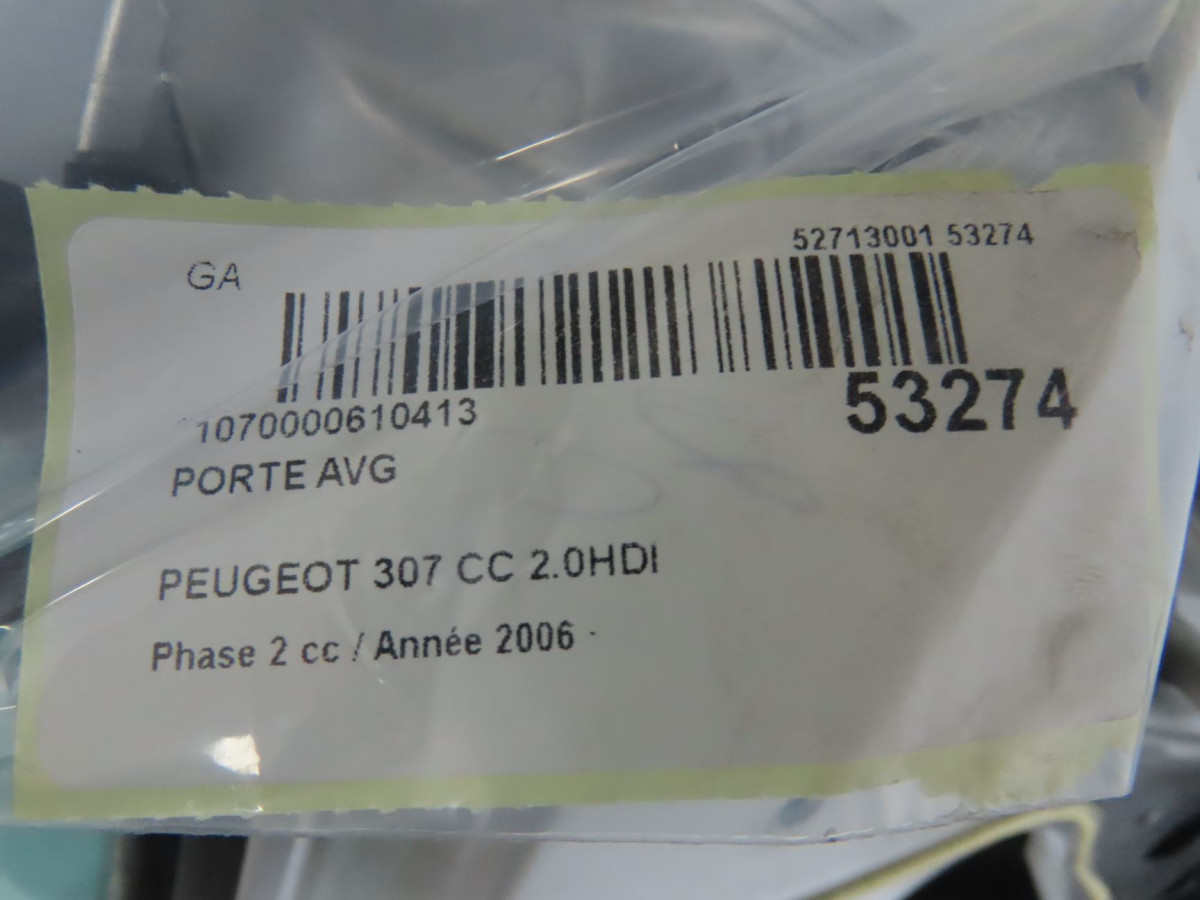 52713001 53274
GA
53274
1070000610413
PORTE AVG
PEUGEOT 307 CC 2.0HDI
Phase 2 cc / Année 2006 -